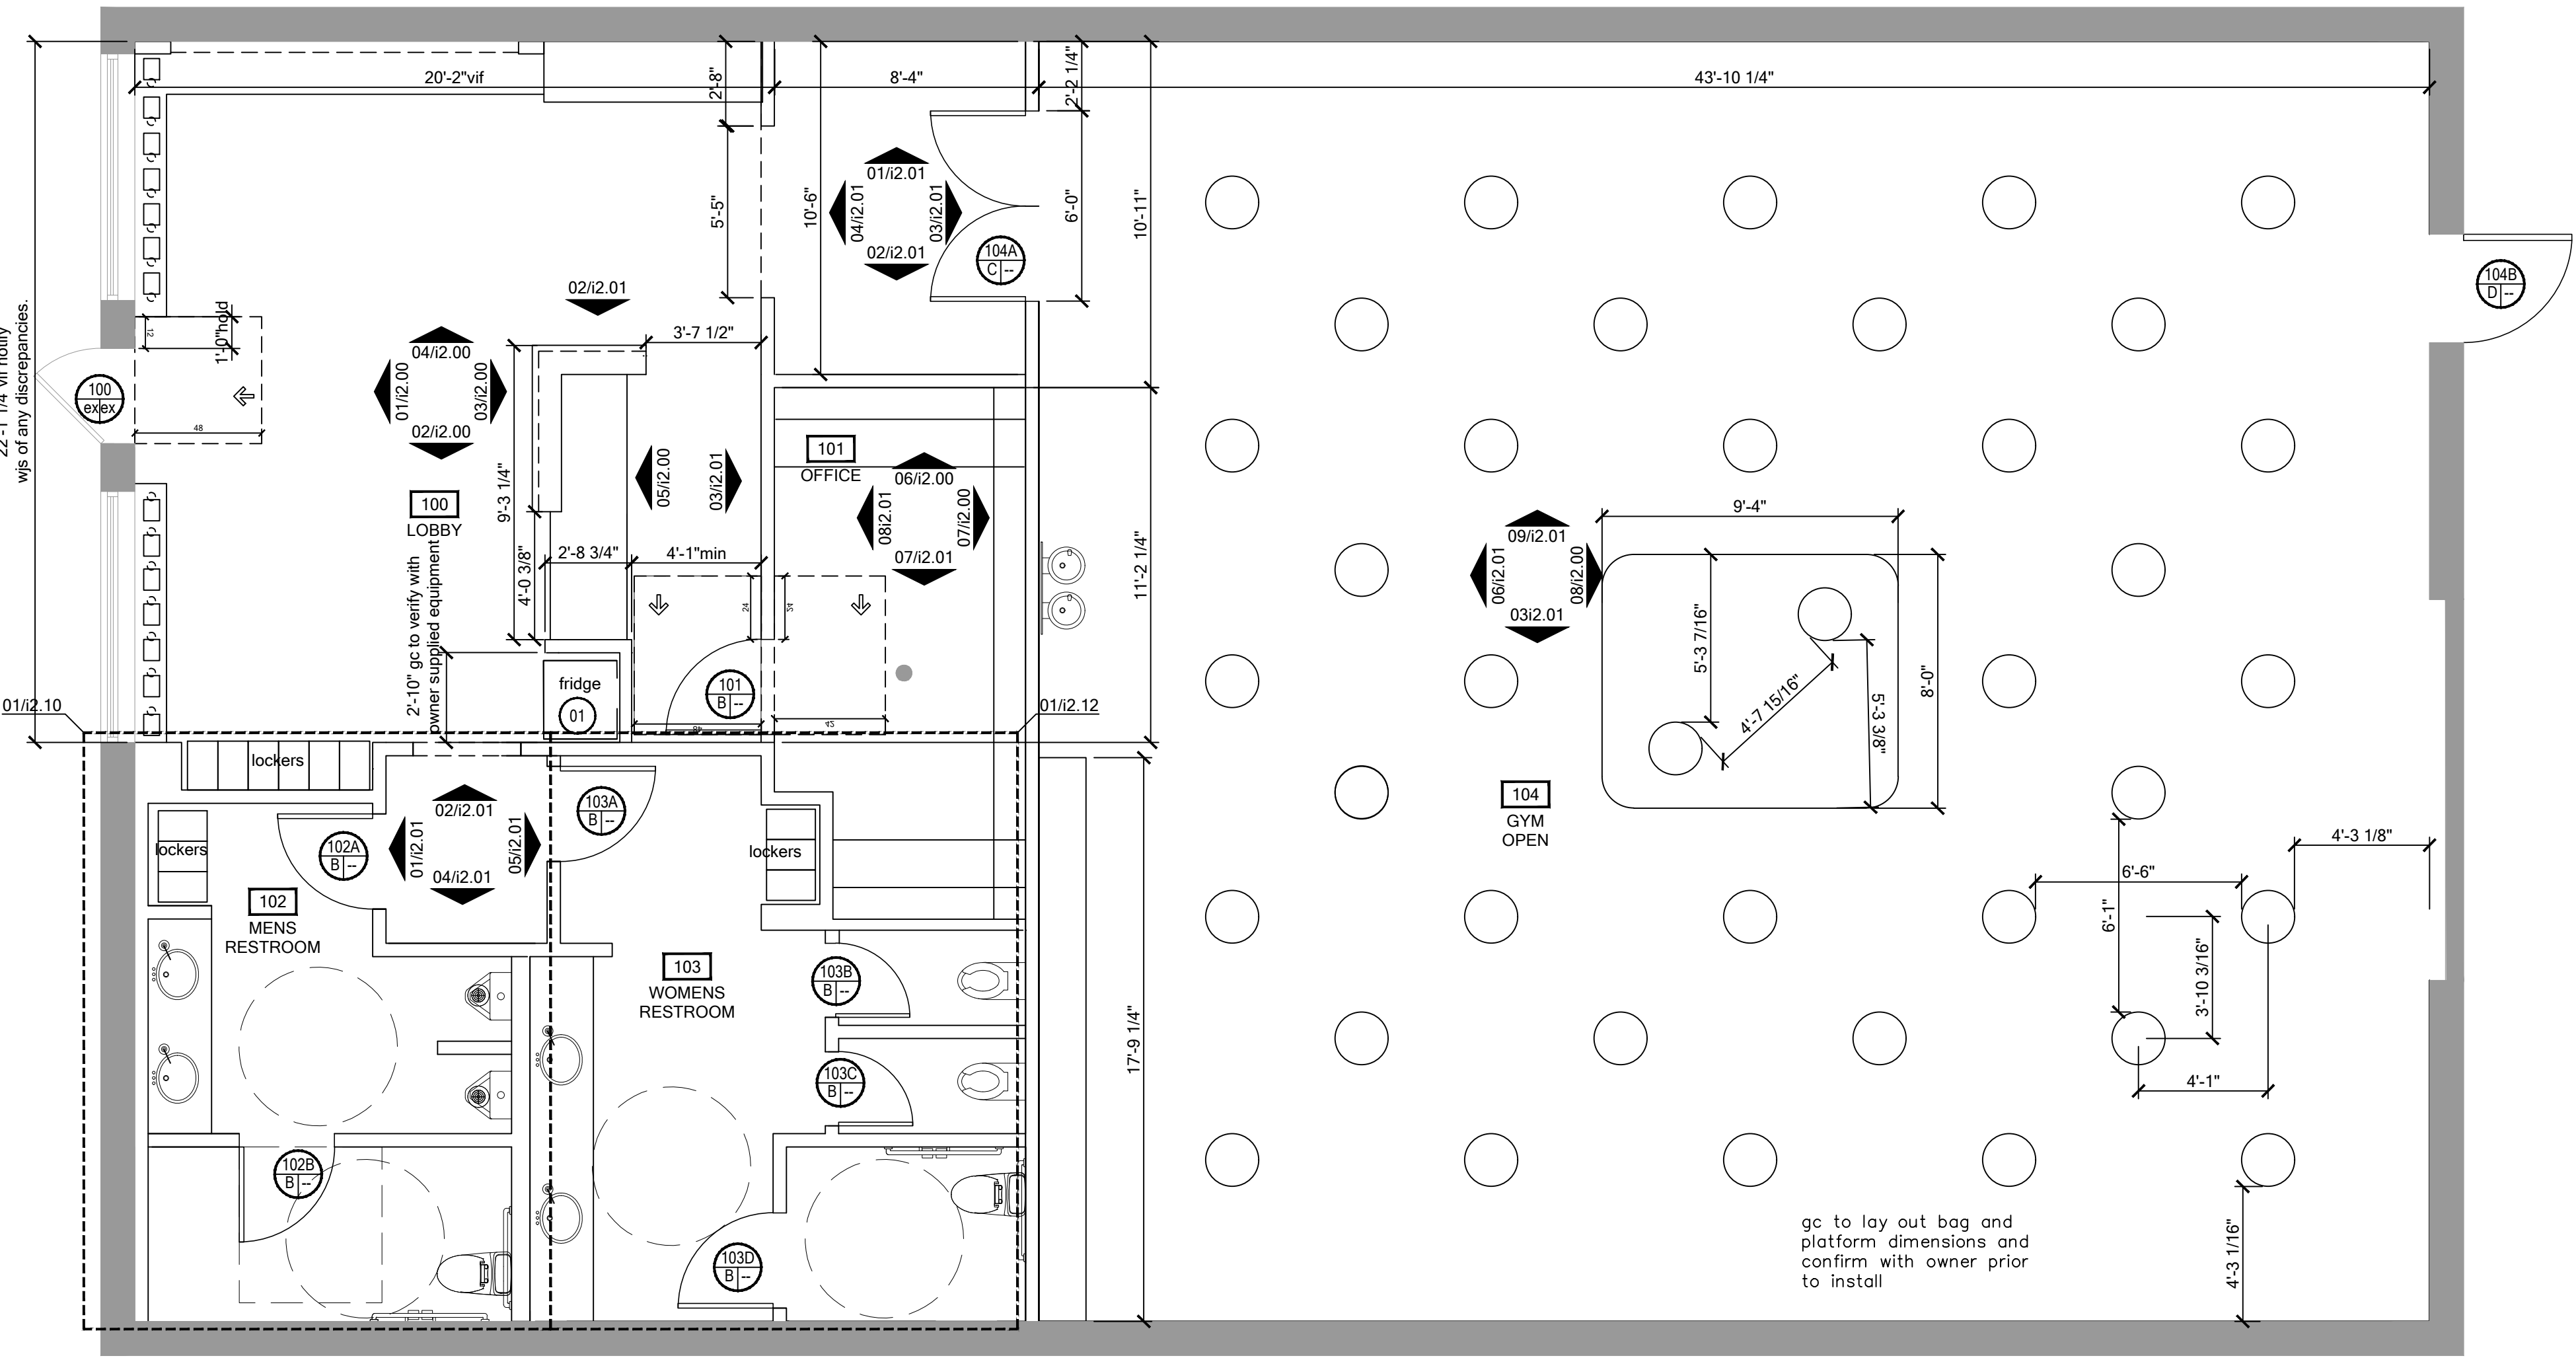 20'-2"vif
8'-4"
43'-10 1/4"
2'-8"
2'-2 1/4"
5'-5"
10'-6"
6'-0"
10'-11"
01/i2.01
04/i2.01
03/i2.01
02/i2.01
104A
C --
104B
D --
02/i2.01
wjs of any discrepancies.
12
1'-0"hold
100
ex ex
48
04/i2.00
01/i2.00
03/i2.00
02/i2.00
3'-7 1/2"
9'-3 1/4"
100
LOBBY
05/i2.00
03/i2.01
101
OFFICE
06/i2.00
08i2.01
07/i2.00
07/i2.01
2'-8 3/4"
4'-1"min
4'-0 3/8"
2'-10" gc to verify with
owner supplied equipment
24
24
11'-2 1/4"
fridge
01
101
B --
42
01/i2.10
01/i2.12
09/i2.01
06/i2.01
08/i2.00
03i2.01
9'-4"
5'-3 7/16"
4'-7 15/16"
5'-3 3/8"
8'-0"
104
GYM
OPEN
lockers
lockers
lockers
102A
B --
02/i2.01
01/i2.01
05/i2.01
04/i2.01
103A
B --
102
MENS
RESTROOM
103
WOMENS
RESTROOM
103B
B --
103C
B --
102B
B --
103D
B --
17'-9 1/4"
4'-3 1/8"
6'-6"
6'-1"
3'-10 3/16"
4'-1"
4'-3 1/16"
gc to lay out bag and
platform dimensions and
confirm with owner prior
to install